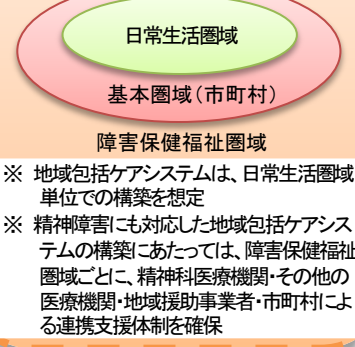 日常生活圏域
基本圏域（市町村）
障害保健福祉圏域
※ 地域包括ケアシステムは、日常生活圏域
単位での構築を想定
※ 精神障害にも対応した地域包括ケアシス
テムの構築にあたっては、障害保健福祉
圏域ごとに、精神科医療機関・その他の
医療機関・地域援助事業者・市町村によ
る連携支援体制を確保